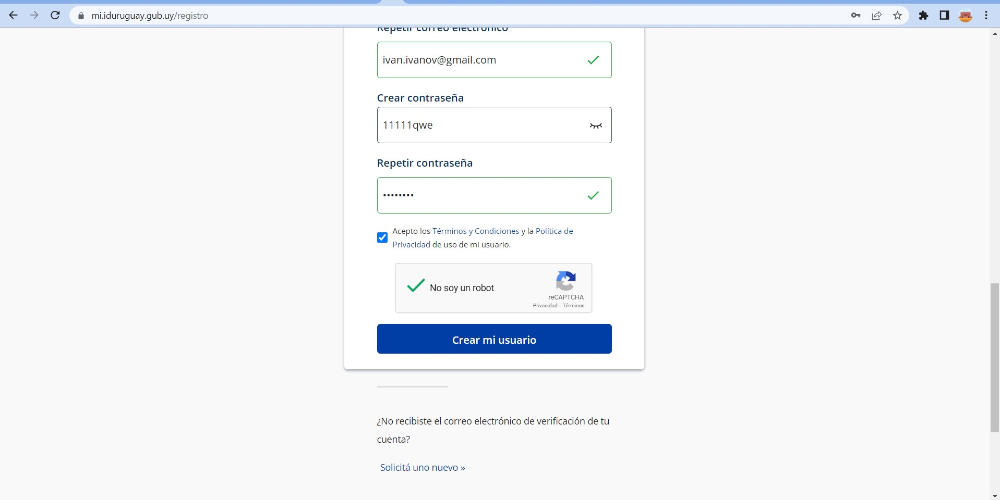 mi.iduruguay.gub.uy/registro
Repetir correo electrónico
ivan.ivanov@gmail.com
Crear contraseña
11111qwe
Repetir contraseña
••••••••
Acepto los Términos y Condiciones y la Política de
Privacidad de uso de mi usuario.
No soy un robot
reCAPTCHA
Privacidad - Términos
Crear mi usuario
¿No recibiste el correo electrónico de verificación de tu
cuenta?
Solicitá uno nuevo »